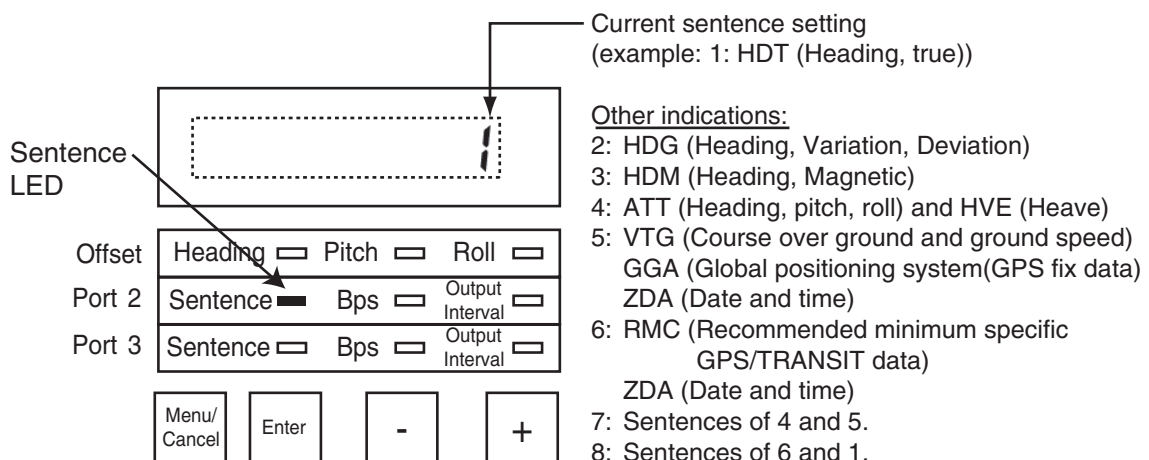 Current sentence setting
(example: 1: HDT (Heading, true))
1
Sentence
LED
Offset Heading Pitch Roll
Port 2 Sentence Bps Output Interval
Port 3 Sentence Bps Output Interval
Menu/
Cancel
Enter
-
+
Other indications:
2: HDG (Heading, Variation, Deviation)
3: HDM (Heading, Magnetic)
4: ATT (Heading, pitch, roll) and HVE (Heave)
5: VTG (Course over ground and ground speed)
GGA (Global positioning system(GPS fix data)
ZDA (Date and time)
6: RMC (Recommended minimum specific
GPS/TRANSIT data)
ZDA (Date and time)
7: Sentences of 4 and 5.
8: Sentences of 6 and 1.